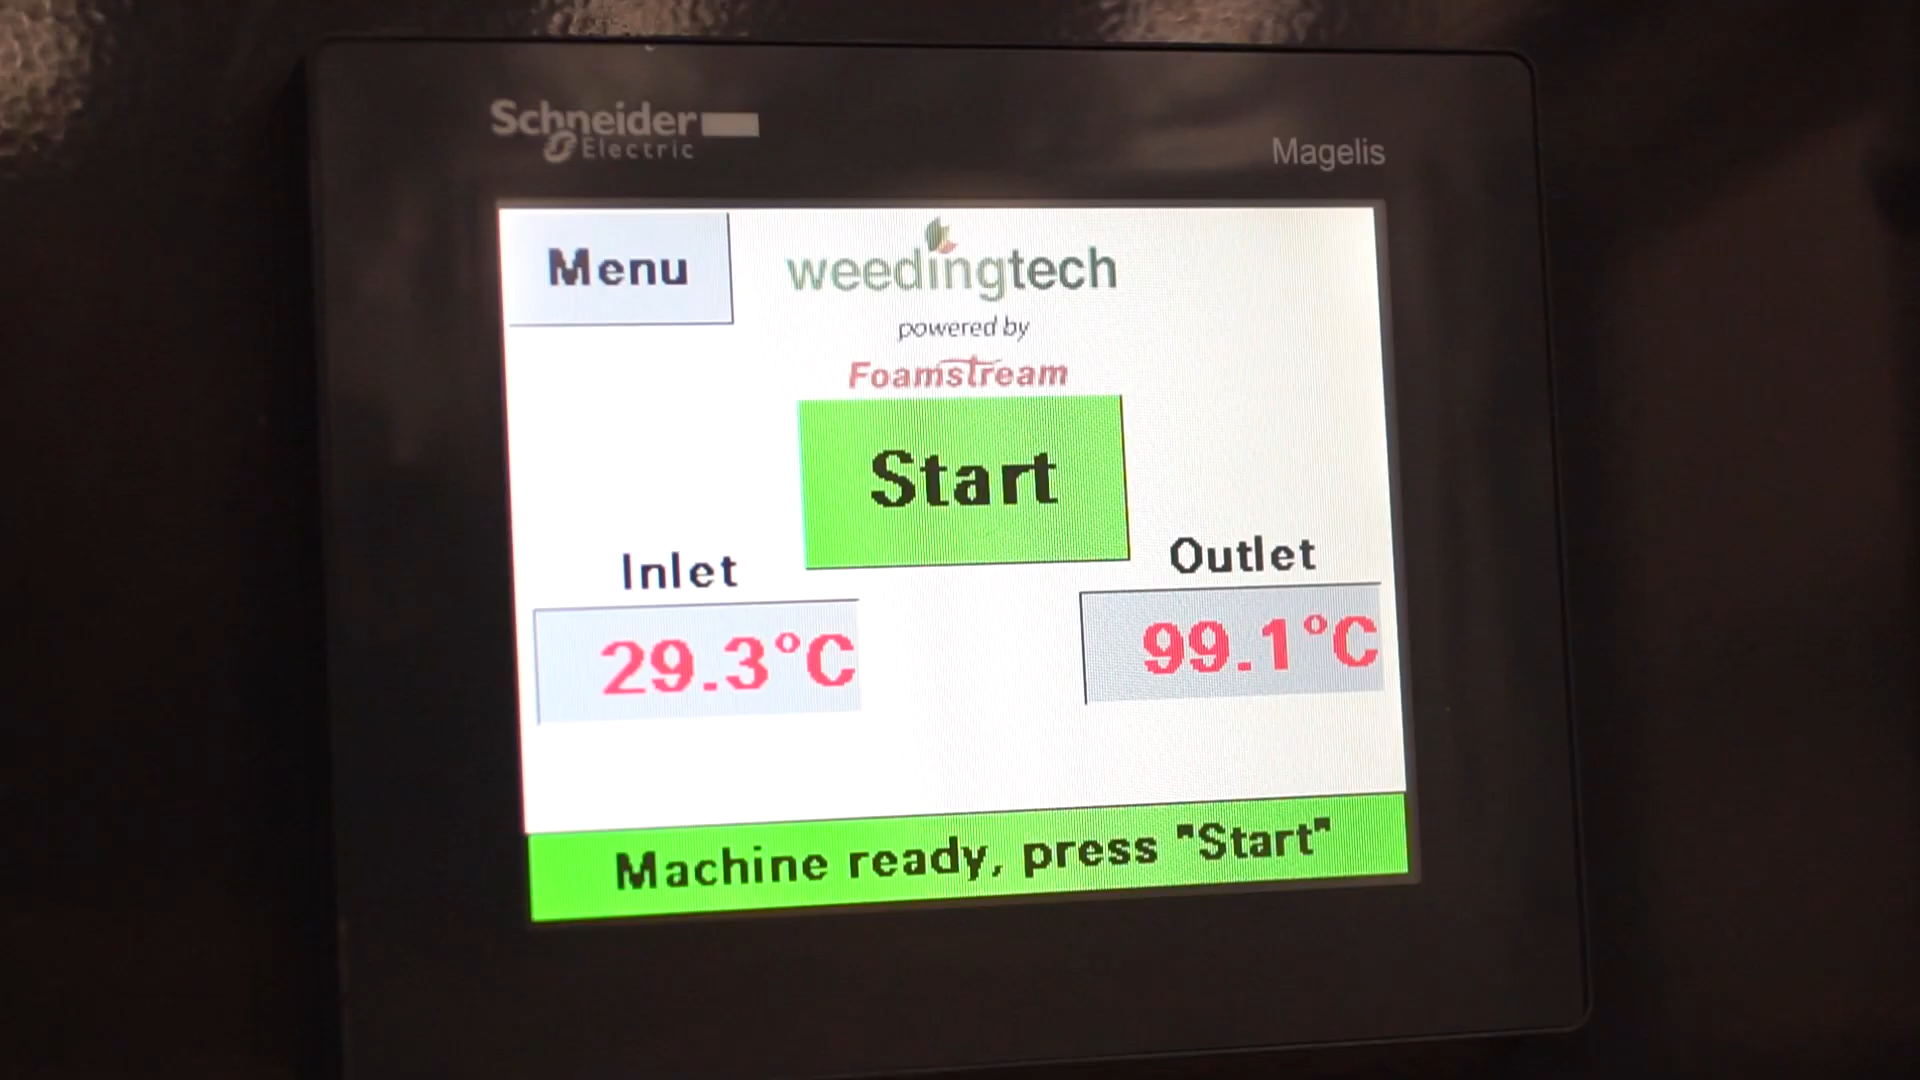 Schneider
Electric
Magelis
Menu
weedingtech
powered by
Foamstream
Start
Inlet
Outlet
29.3°C
99.1°C
Machine ready, press "Start"